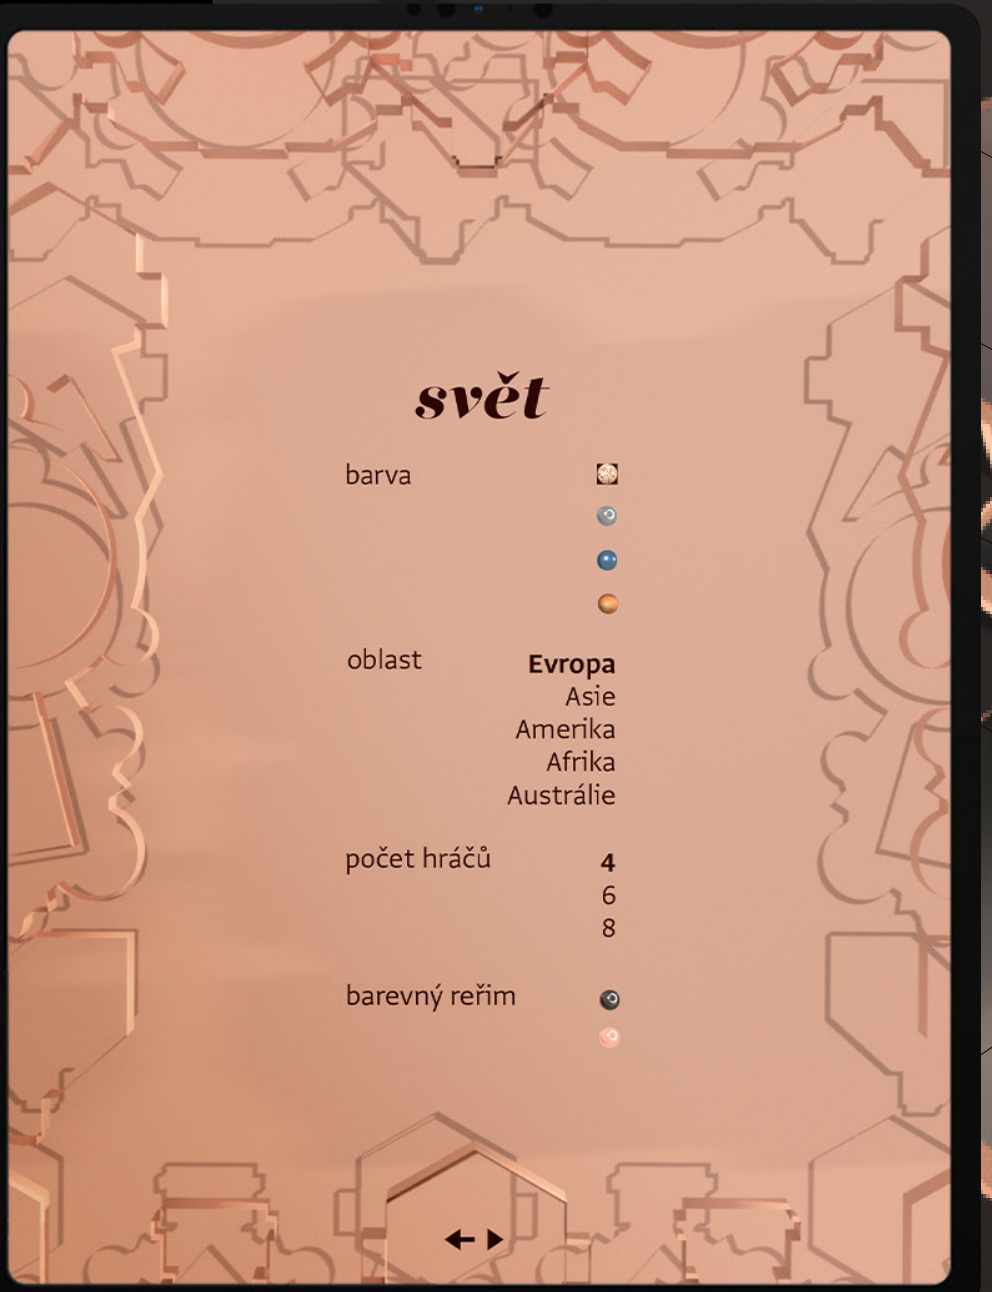 svět
barva
oblast Evropa
Asie
Amerika
Afrika
Austrálie
počet hráčů 4
6
8
barevný reřim